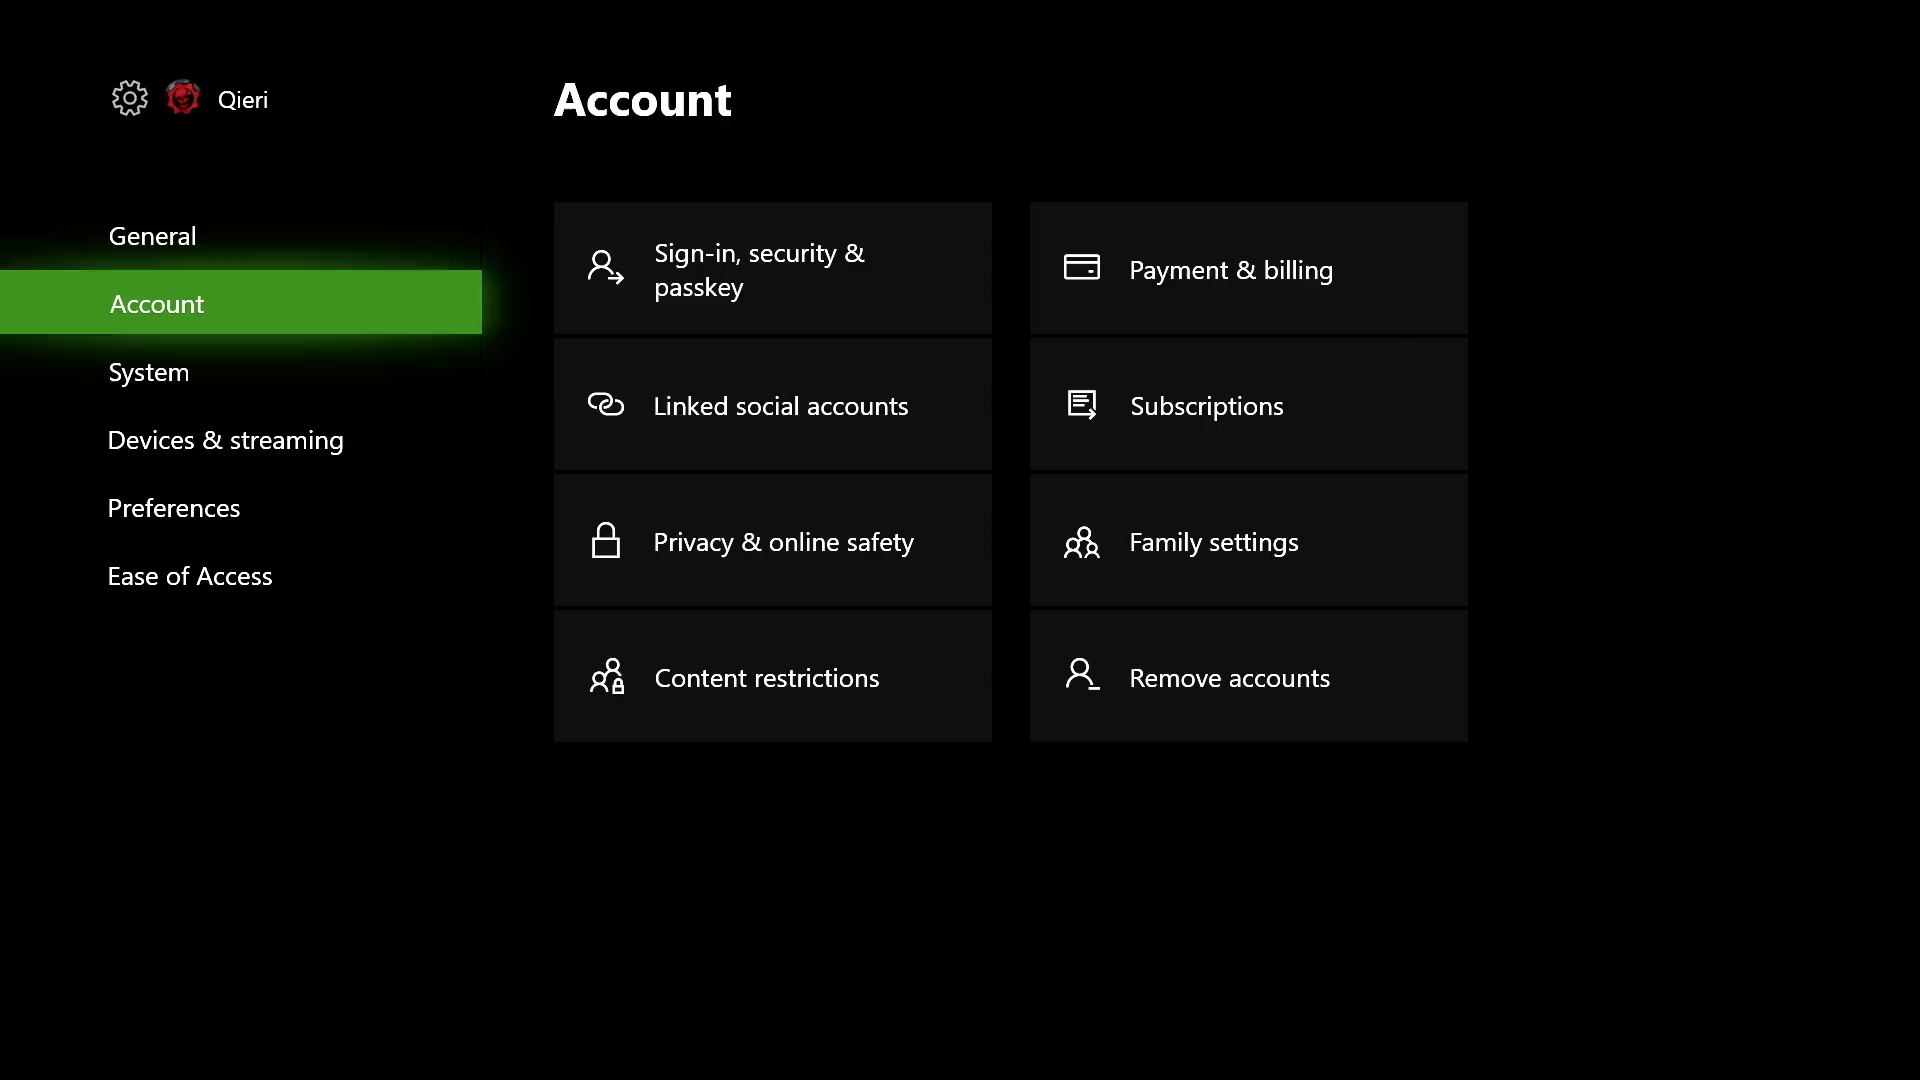 Qieri
Account
General
Account
System
Devices & streaming
Preferences
Ease of Access
Sign-in, security &
passkey
Payment & billing
Linked social accounts
Subscriptions
Privacy & online safety
Family settings
Content restrictions
Remove accounts